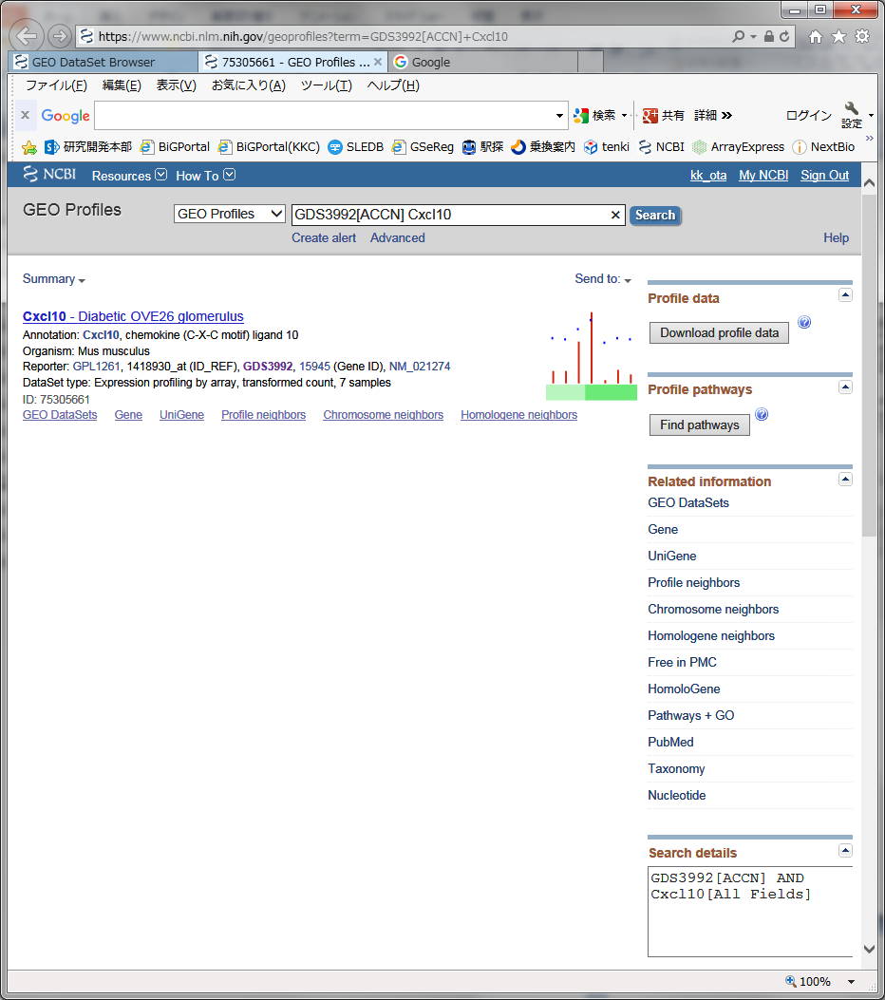 https://www.ncbi.nlm.nih.gov/geoprofiles?term=GDS3992[ACCN]+Cxcl10
GEO DataSet Browser 75305661 - GEO Profiles ... × Google
ファイル(F) 編集(E) 表示(V) お気に入り(A) ツール(T) ヘルプ(H)
x Google 検索 共有 詳細 » ログイン 設定
研究開発本部 BiGPortal BiGPortal(KKC) SLEDB GSeReg 駅探 乗換案内 tenki NCBI ArrayExpress NextBio »
NCBI Resources How To kk_ota My NCBI Sign Out
GEO Profiles GEO Profiles GDS3992[ACCN] Cxcl10 × Search
Create alert Advanced Help
Summary Send to:
Cxcl10 - Diabetic OVE26 glomerulus
Annotation: Cxcl10, chemokine (C-X-C motif) ligand 10
Organism: Mus musculus
Reporter: GPL1261, 1418930_at (ID_REF), GDS3992, 15945 (Gene ID), NM_021274
DataSet type: Expression profiling by array, transformed count, 7 samples
ID: 75305661
GEO DataSets Gene UniGene Profile neighbors Chromosome neighbors Homologene neighbors
Profile data
Download profile data ?
Profile pathways
Find pathways ?
Related information
GEO DataSets
Gene
UniGene
Profile neighbors
Chromosome neighbors
Homologene neighbors
Free in PMC
HomoloGene
Pathways + GO
PubMed
Taxonomy
Nucleotide
Search details
GDS3992[ACCN] AND
Cxcl10[All Fields]
100%